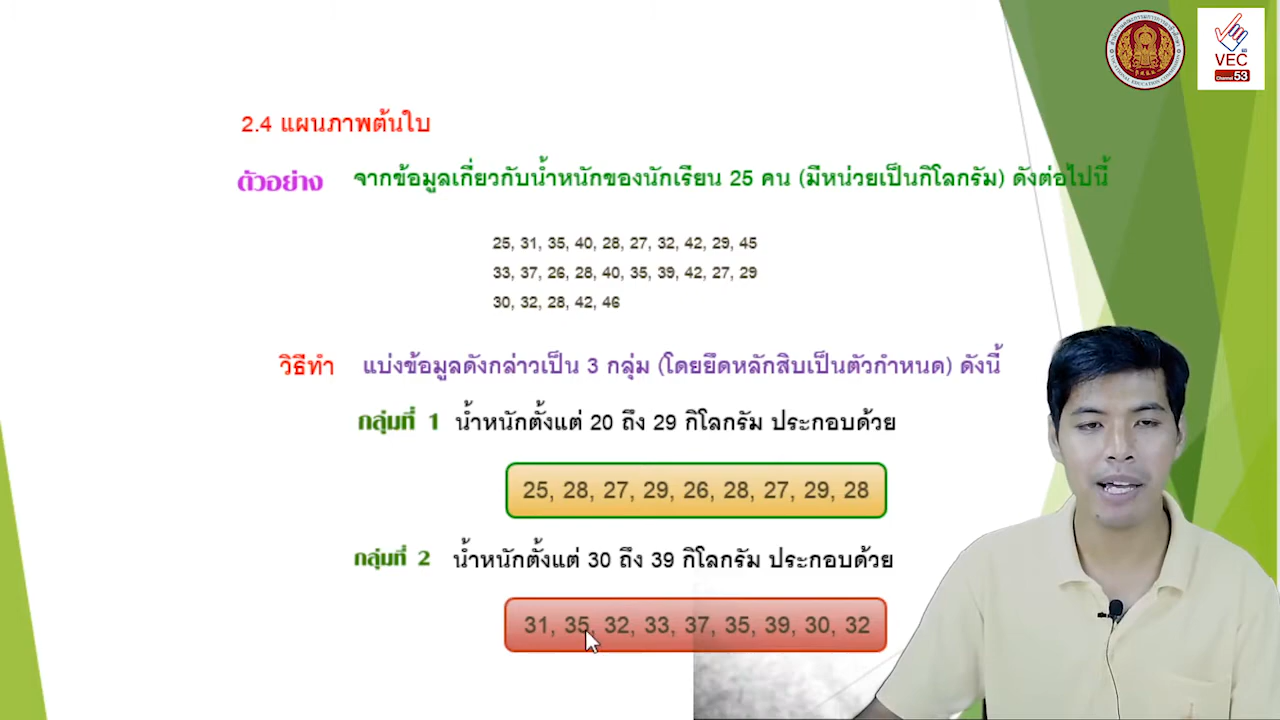 VEC
Channel 53
2.4 แผนภาพต้นใบ
ตัวอย่าง จากข้อมูลเกี่ยวกับน้ำหนักของนักเรียน 25 คน (มีหน่วยเป็นกิโลกรัม) ดังต่อไปนี้
25, 31, 35, 40, 28, 27, 32, 42, 29, 45
33, 37, 26, 28, 40, 35, 39, 42, 27, 29
30, 32, 28, 42, 46
วิธีทำ แบ่งข้อมูลดังกล่าวเป็น 3 กลุ่ม (โดยยึดหลักสิบเป็นตัวกำหนด) ดังนี้
กลุ่มที่ 1 น้ำหนักตั้งแต่ 20 ถึง 29 กิโลกรัม ประกอบด้วย
25, 28, 27, 29, 26, 28, 27, 29, 28
กลุ่มที่ 2 น้ำหนักตั้งแต่ 30 ถึง 39 กิโลกรัม ประกอบด้วย
31, 35, 32, 33, 37, 35, 39, 30, 32